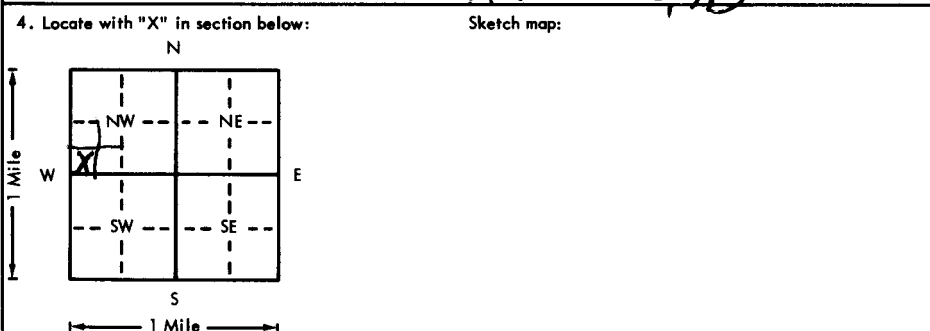 4. Locate with "X" in section below:
Sketch map:
N
NW
NE
1 Mile
W
X
E
SW
SE
S
1 Mile